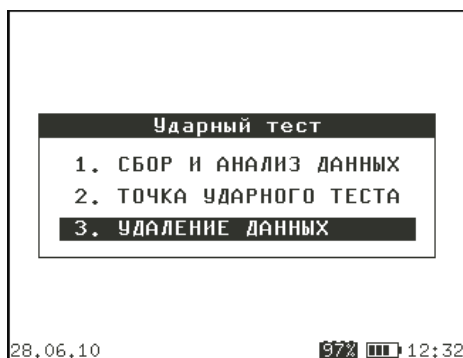 Ударный тест
1. СБОР И АНАЛИЗ ДАННЫХ
2. ТОЧКА УДАРНОГО ТЕСТА
3. УДАЛЕНИЕ ДАННЫХ
28.06.10 97% 12:32